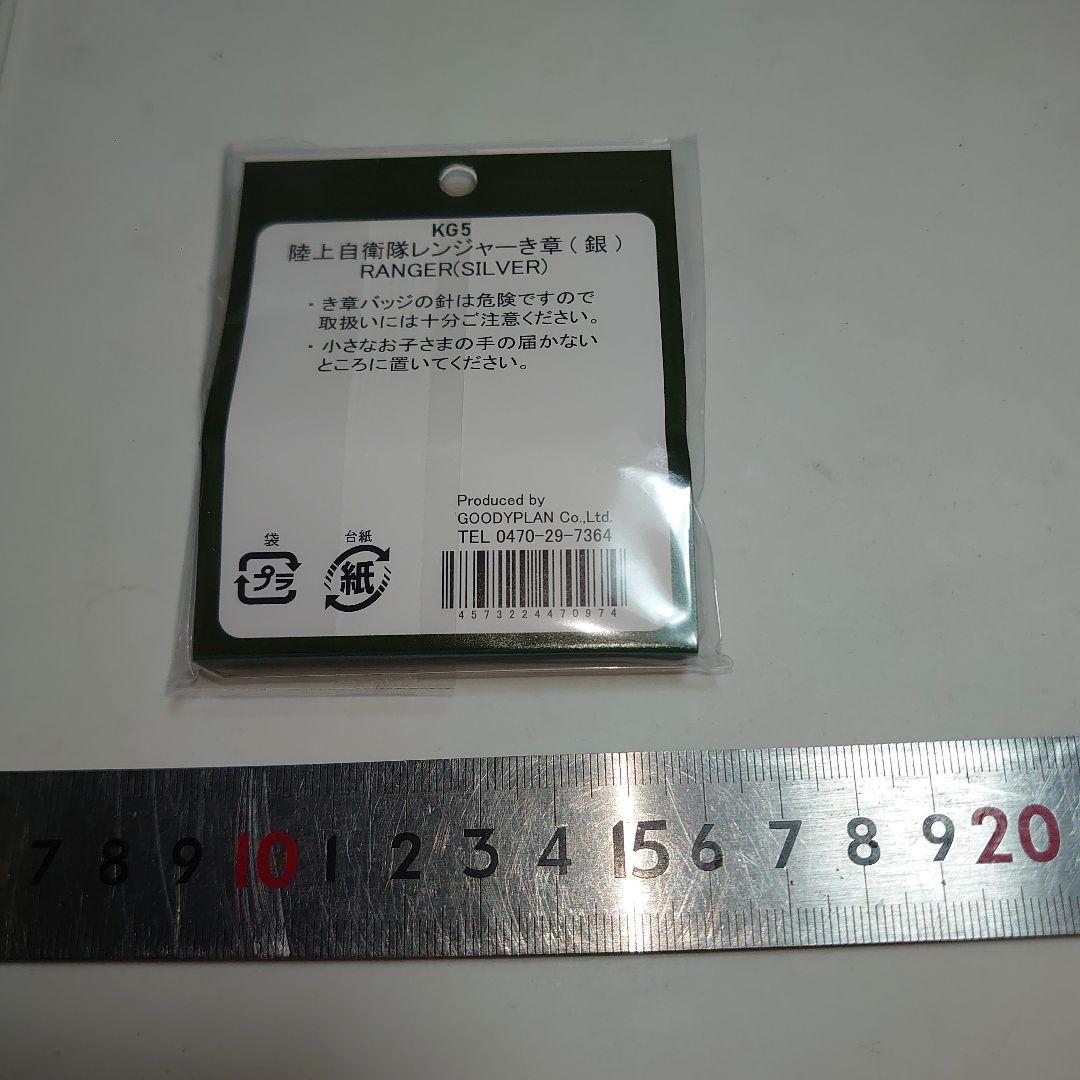 KG5
陸上自衛隊レンジャーき章(銀)
RANGER(SILVER)
・き章バッジの針は危険ですので
取扱いには十分ご注意ください。
・小さなお子さまの手の届かない
ところに置いてください。
Produced by
GOODYPLAN Co.,Ltd.
TEL 0470-29-7364
袋
プラ
台紙
紙
4573224470974
7 8 9 10 1 2 3 4 15 6 7 8 9 20